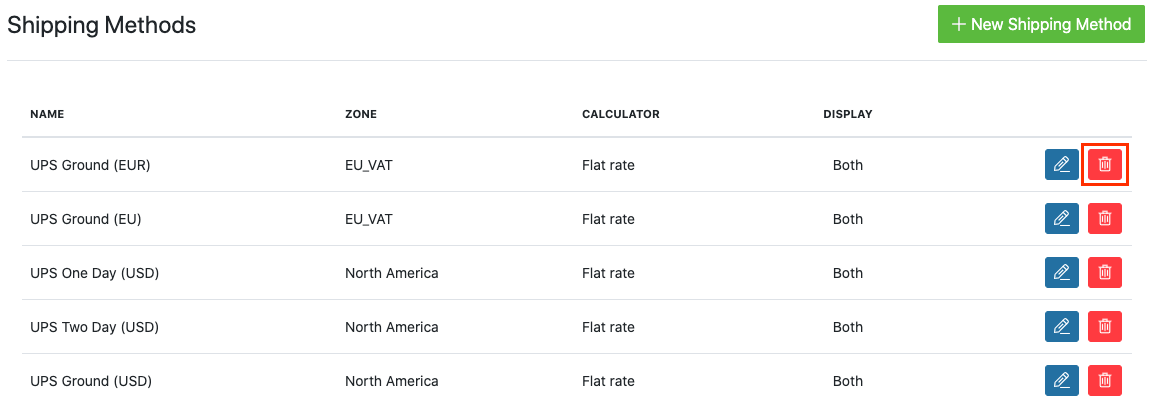 Shipping Methods
+ New Shipping Method
NAME ZONE CALCULATOR DISPLAY
UPS Ground (EUR) EU_VAT Flat rate Both
UPS Ground (EU) EU_VAT Flat rate Both
UPS One Day (USD) North America Flat rate Both
UPS Two Day (USD) North America Flat rate Both
UPS Ground (USD) North America Flat rate Both